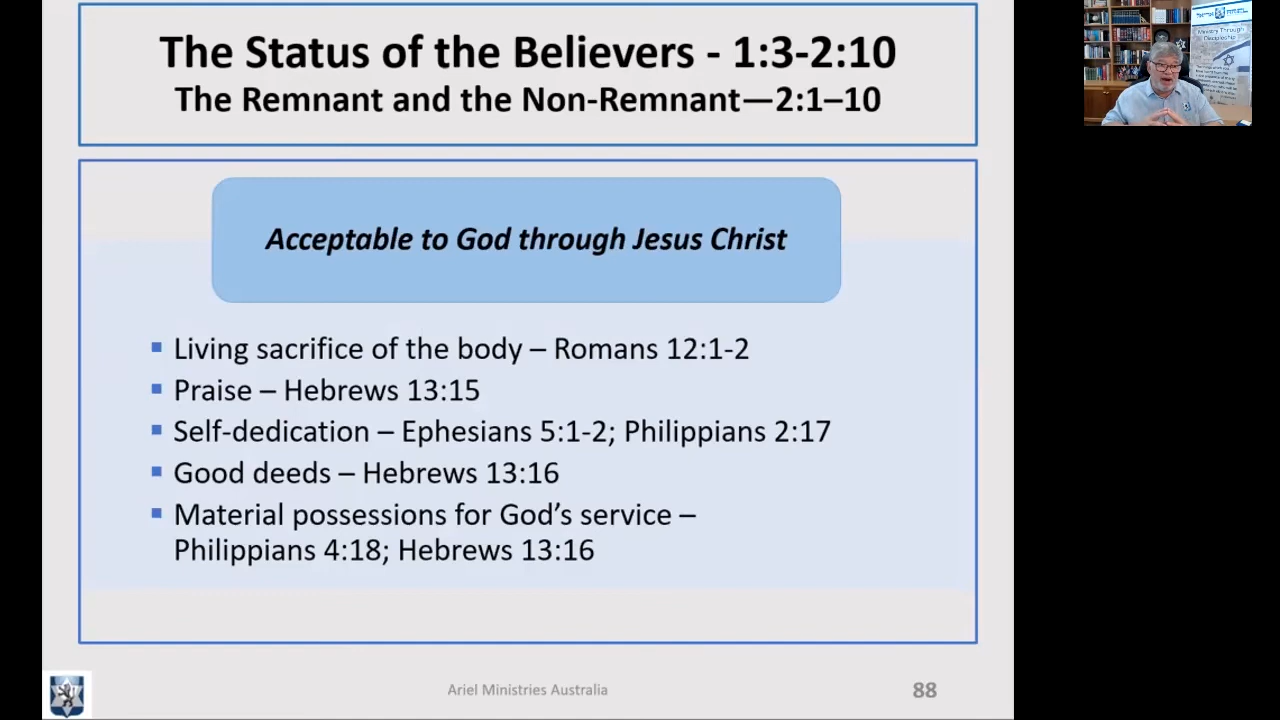 The Status of the Believers - 1:3-2:10
The Remnant and the Non-Remnant—2:1–10
Acceptable to God through Jesus Christ
Living sacrifice of the body – Romans 12:1-2
Praise – Hebrews 13:15
Self-dedication – Ephesians 5:1-2; Philippians 2:17
Good deeds – Hebrews 13:16
Material possessions for God’s service –
Philippians 4:18; Hebrews 13:16
Ariel Ministries Australia
88
Ministry Through
Discipleship